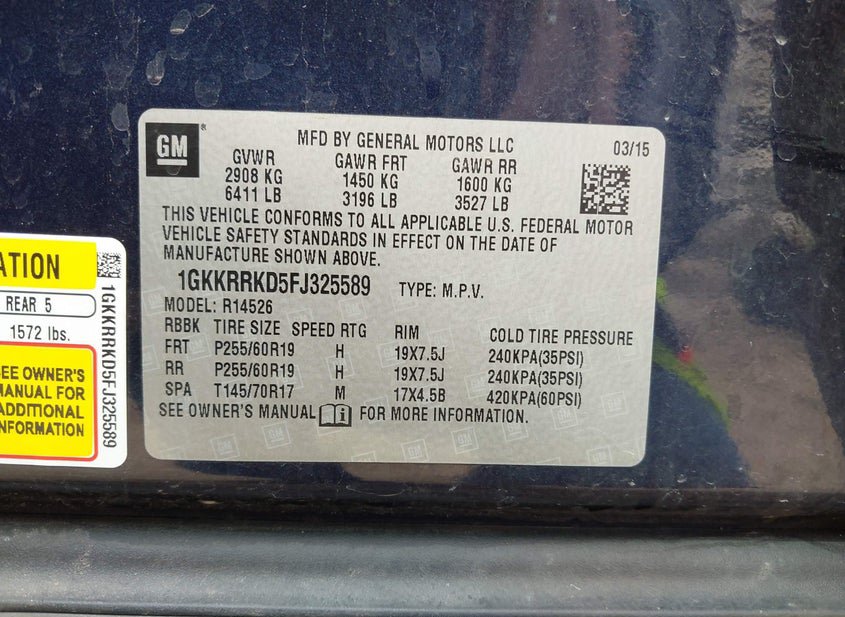 GM
MFD BY GENERAL MOTORS LLC 03/15
GVWR GAWR FRT GAWR RR
2908 KG 1450 KG 1600 KG
6411 LB 3196 LB 3527 LB
THIS VEHICLE CONFORMS TO ALL APPLICABLE U.S. FEDERAL MOTOR
VEHICLE SAFETY STANDARDS IN EFFECT ON THE DATE OF
MANUFACTURE SHOWN ABOVE.
1GKKRRKD5FJ325589 TYPE: M.P.V.
MODEL: R14526
RBBK TIRE SIZE SPEED RTG RIM COLD TIRE PRESSURE
FRT P255/60R19 H 19X7.5J 240KPA(35PSI)
RR P255/60R19 H 19X7.5J 240KPA(35PSI)
SPA T145/70R17 M 17X4.5B 420KPA(60PSI)
SEE OWNER'S MANUAL FOR MORE INFORMATION.
ATION
REAR 5
1572 lbs.
SEE OWNER'S
MANUAL FOR
ADDITIONAL
INFORMATION
1GKKRRKD5FJ325589